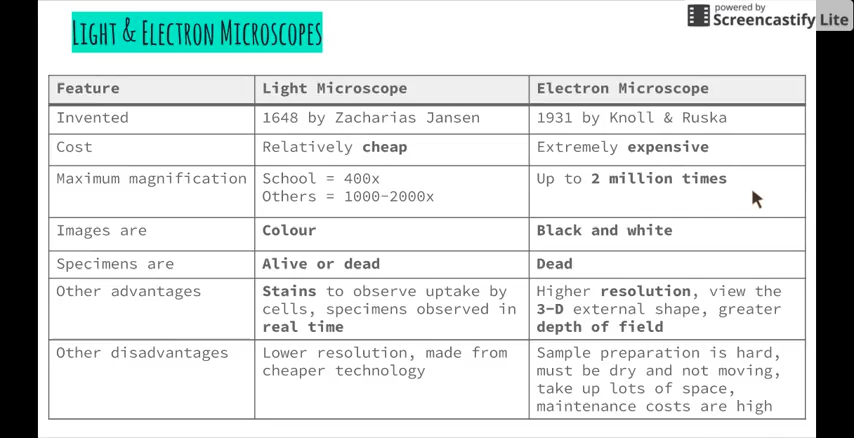 powered by
Screencastify Lite
Light & Electron Microscopes
Feature Light Microscope Electron Microscope
Invented 1648 by Zacharias Jansen 1931 by Knoll & Ruska
Cost Relatively cheap Extremely expensive
Maximum magnification School = 400x Up to 2 million times
Others = 1000-2000x
Images are Colour Black and white
Specimens are Alive or dead Dead
Other advantages Stains to observe uptake by Higher resolution, view the
cells, specimens observed in 3-D external shape, greater
real time depth of field
Other disadvantages Lower resolution, made from Sample preparation is hard,
cheaper technology must be dry and not moving,
take up lots of space,
maintenance costs are high